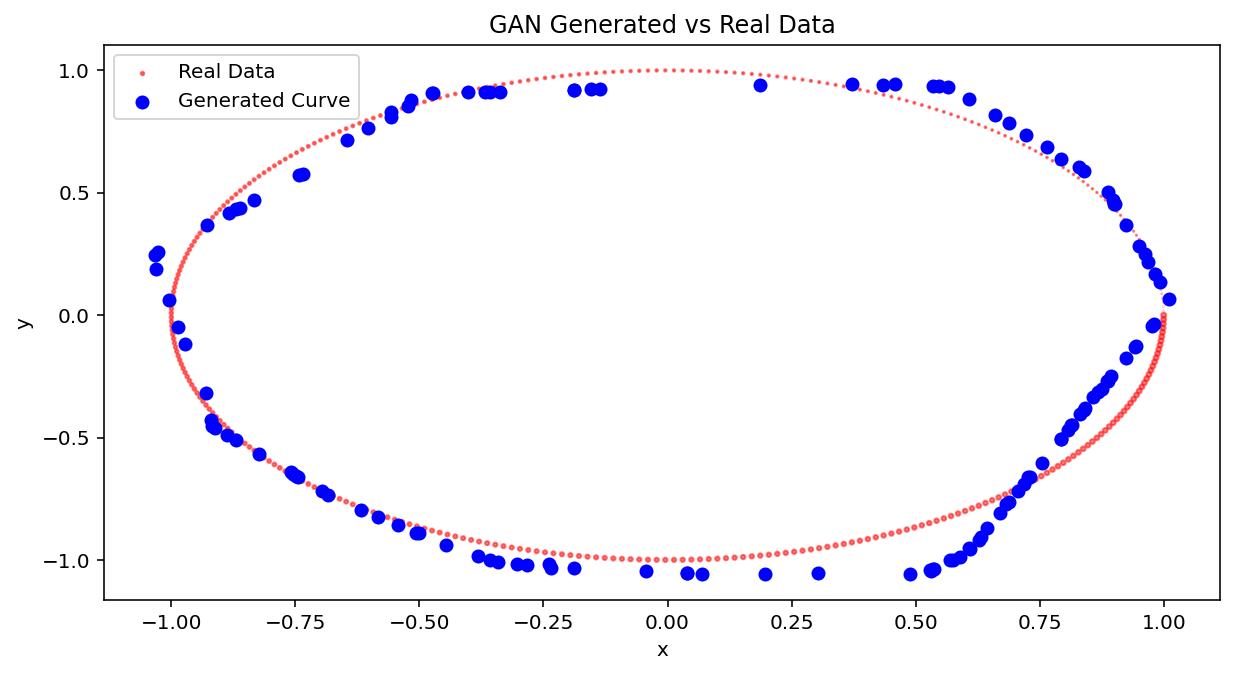 GAN Generated vs Real Data
Real Data
Generated Curve
1.0
0.5
0.0
−0.5
−1.0
y
−1.00 −0.75 −0.50 −0.25 0.00 0.25 0.50 0.75 1.00
x